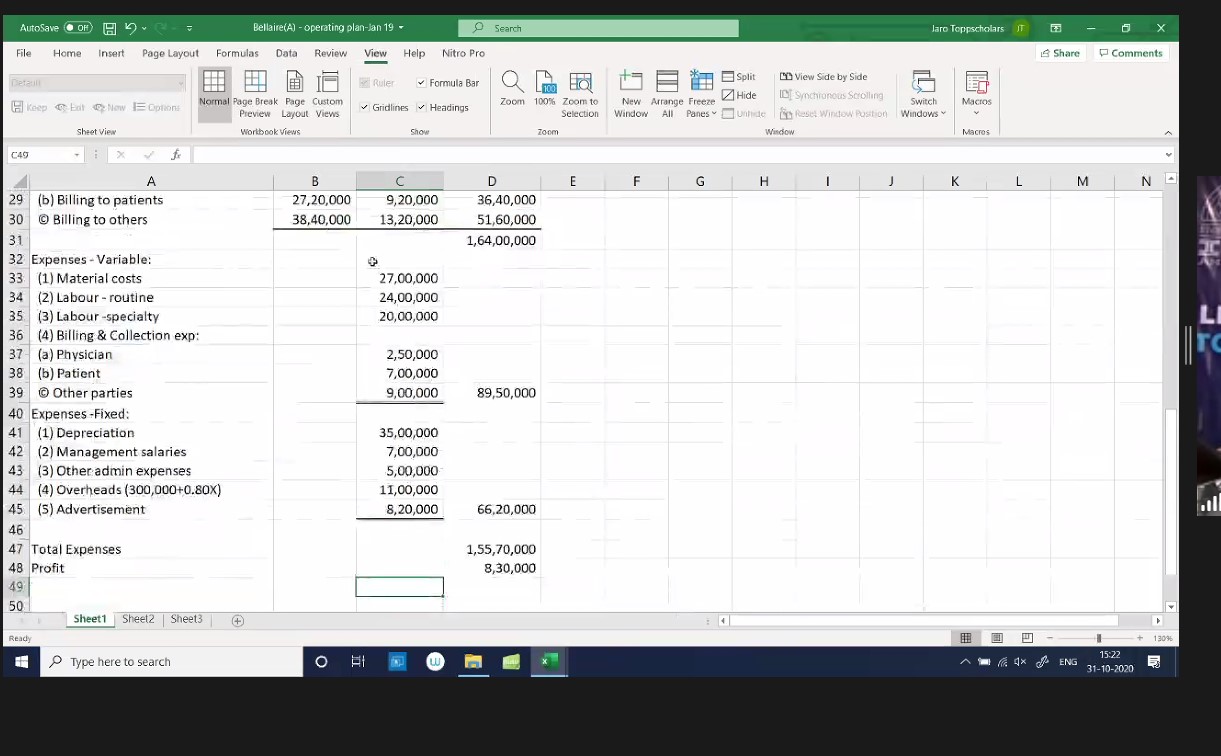 AutoSave Off Bellaire(A) - operating plan-Jan 19 Search Jaro Toppscholars JT
File Home Insert Page Layout Formulas Data Review View Help Nitro Pro Share Comments
Default Ruler Formula Bar Split View Side by Side
Keep Exit New Options Normal Page Break Preview Page Layout Custom Views Gridlines Headings Zoom 100% Zoom to Selection New Window Arrange All Freeze Panes Hide Unhide Synchronous Scrolling Reset Window Position Switch Windows Macros
Sheet View Workbook Views Show Zoom Window Macros
C49 fx
A B C D E F G H I J K L M N
29 (b) Billing to patients 27,20,000 9,20,000 36,40,000
30 © Billing to others 38,40,000 13,20,000 51,60,000
31 1,64,00,000
32 Expenses - Variable:
33 (1) Material costs 27,00,000
34 (2) Labour - routine 24,00,000
35 (3) Labour -specialty 20,00,000
36 (4) Billing & Collection exp:
37 (a) Physician 2,50,000
38 (b) Patient 7,00,000
39 © Other parties 9,00,000 89,50,000
40 Expenses -Fixed:
41 (1) Depreciation 35,00,000
42 (2) Management salaries 7,00,000
43 (3) Other admin expenses 5,00,000
44 (4) Overheads (300,000+0.80X) 11,00,000
45 (5) Advertisement 8,20,000 66,20,000
46
47 Total Expenses 1,55,70,000
48 Profit 8,30,000
49
50
Sheet1 Sheet2 Sheet3
Ready 130%
Type here to search ENG 15:22
31-10-2020